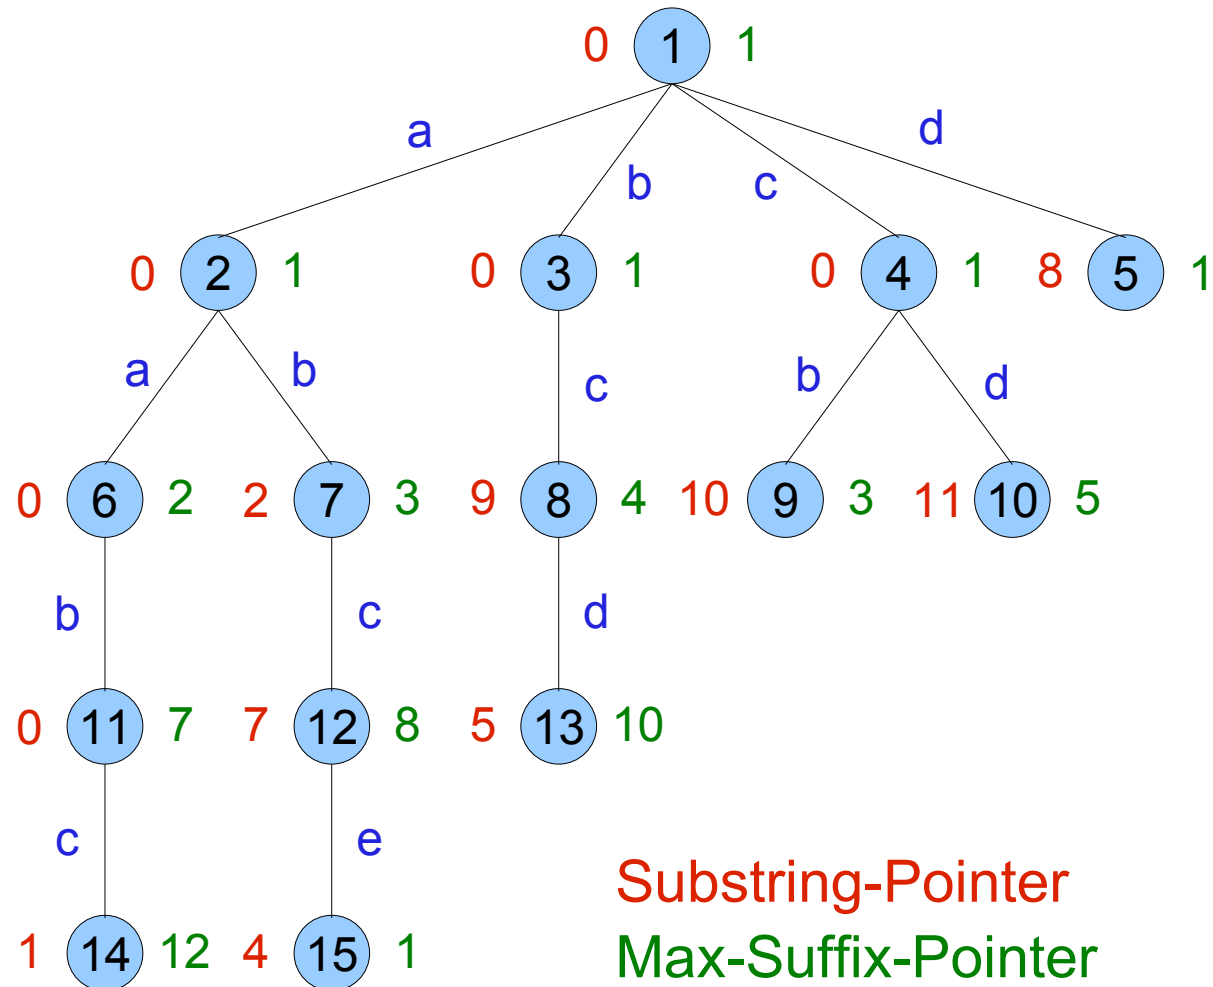 0 1 1
a b c d
0 2 1 0 3 1 0 4 1 8 5 1
a b c b d
0 6 2 2 7 3 9 8 4 10 9 3 11 10 5
b c d
0 11 7 7 12 8 5 13 10
c e
1 14 12 4 15 1
Substring-Pointer
Max-Suffix-Pointer